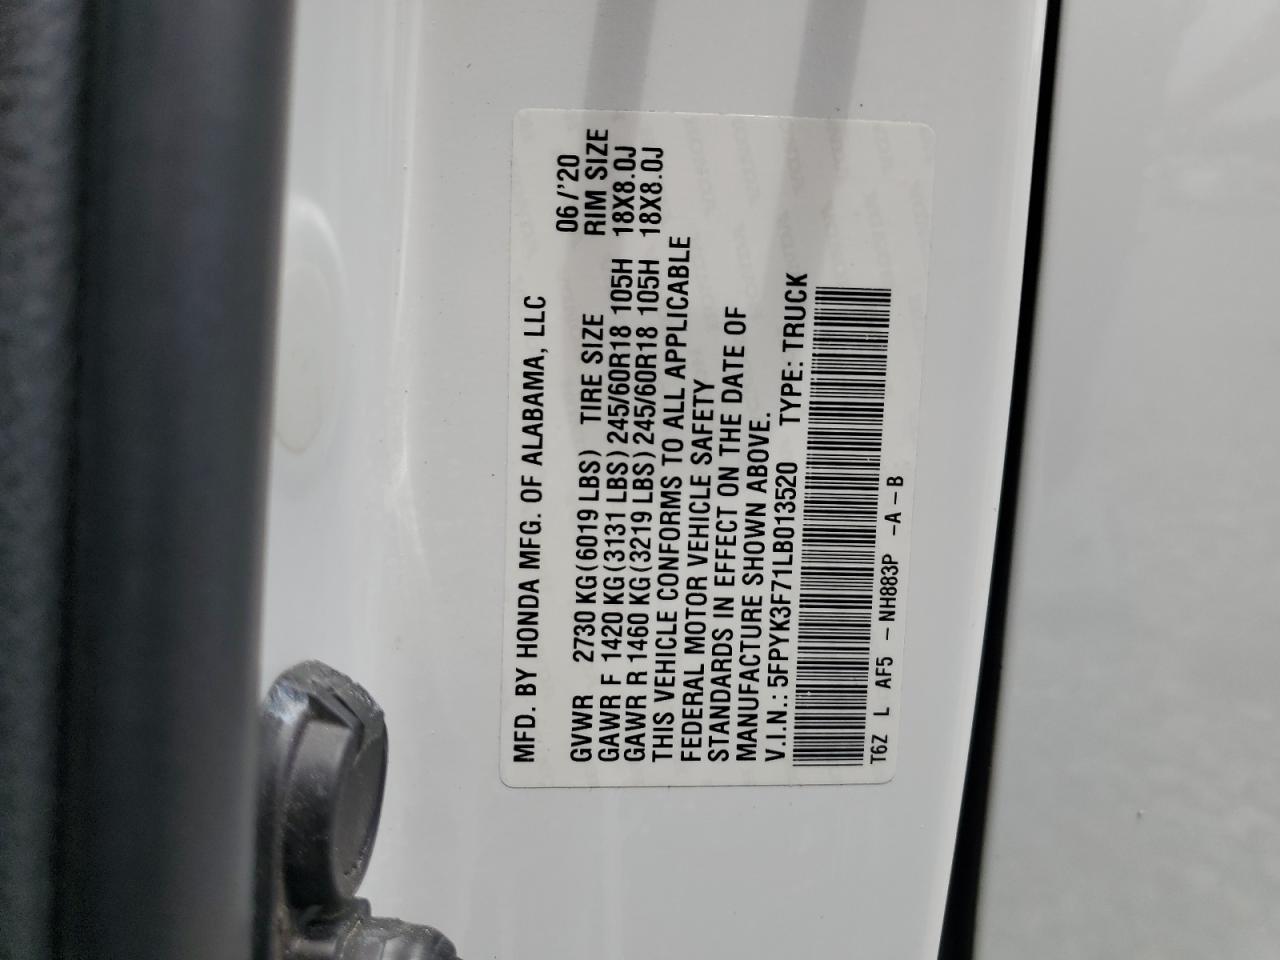 MFD. BY HONDA MFG. OF ALABAMA, LLC
06/'20
GVWR 2730 KG(6019 LBS) TIRE SIZE RIM SIZE
GAWR F 1420 KG(3131 LBS) 245/60R18 105H 18X8.0J
GAWR R 1460 KG(3219 LBS) 245/60R18 105H 18X8.0J
THIS VEHICLE CONFORMS TO ALL APPLICABLE
FEDERAL MOTOR VEHICLE SAFETY
STANDARDS IN EFFECT ON THE DATE OF
MANUFACTURE SHOWN ABOVE.
V.I.N.: 5FPYK3F71LB013520 TYPE: TRUCK
T6Z L AF5 - NH883P -A-B